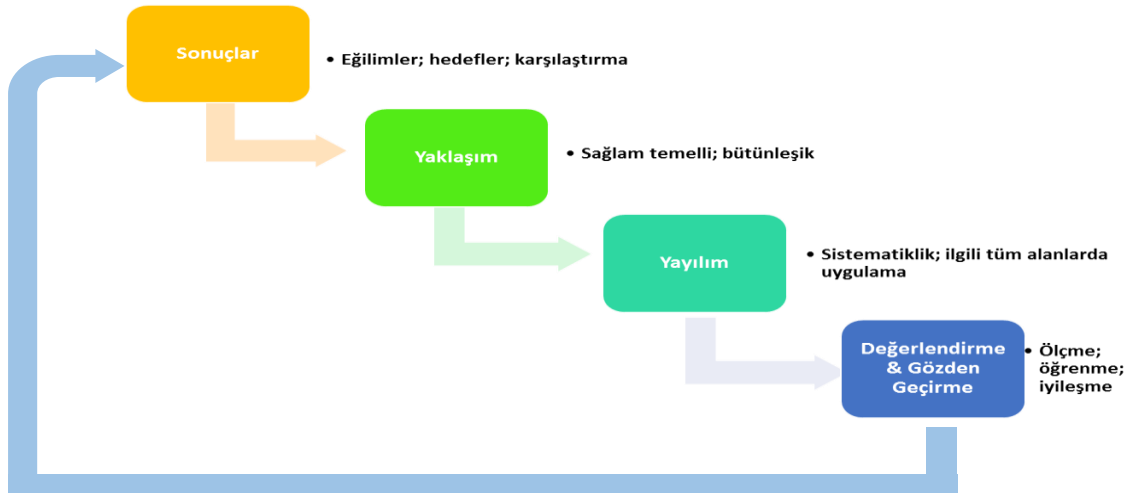 Sonuçlar
• Eğilimler; hedefler; karşılaştırma
Yaklaşım
• Sağlam temelli; bütünleşik
Yayılım
• Sistematiklik; ilgili tüm alanlarda
uygulama
Değerlendirme
& Gözden
Geçirme
• Ölçme;
öğrenme;
iyileşme